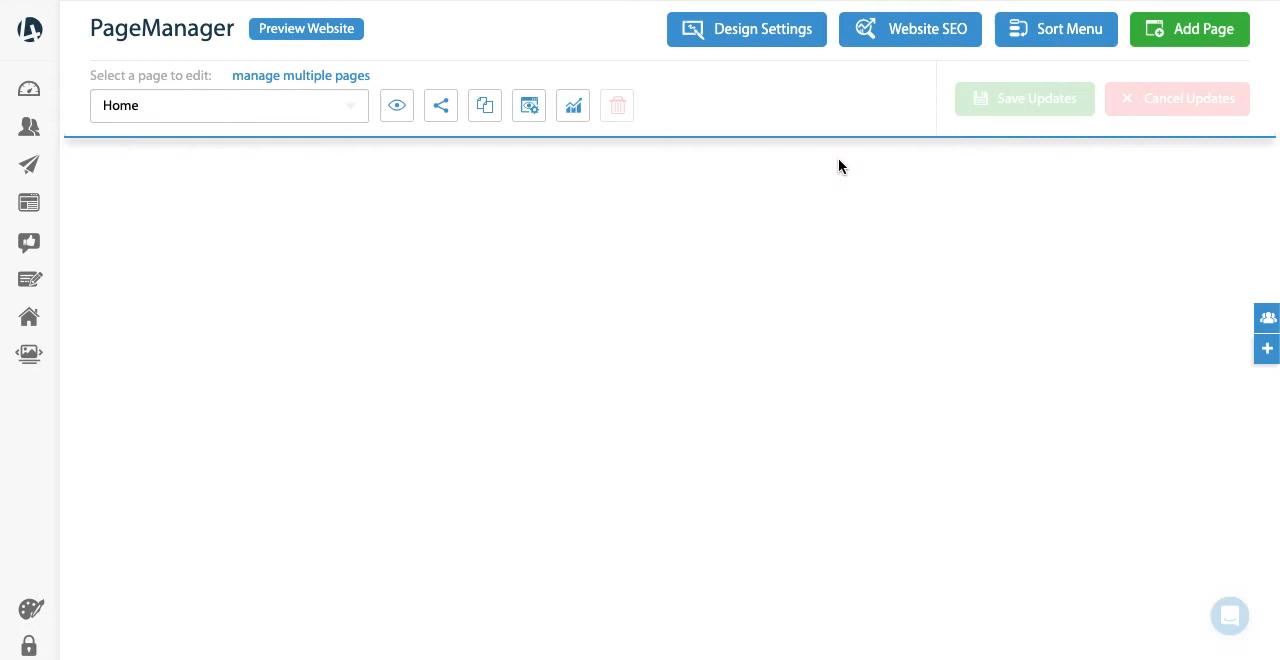 PageManager
Preview Website
Design Settings
Website SEO
Sort Menu
Add Page
Select a page to edit:
manage multiple pages
Home
Save Updates
Cancel Updates